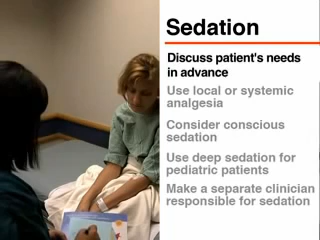 Sedation
Discuss patient's needs
in advance
Use local or systemic
analgesia
Consider conscious
sedation
Use deep sedation for
pediatric patients
Make a separate clinician
responsible for sedation